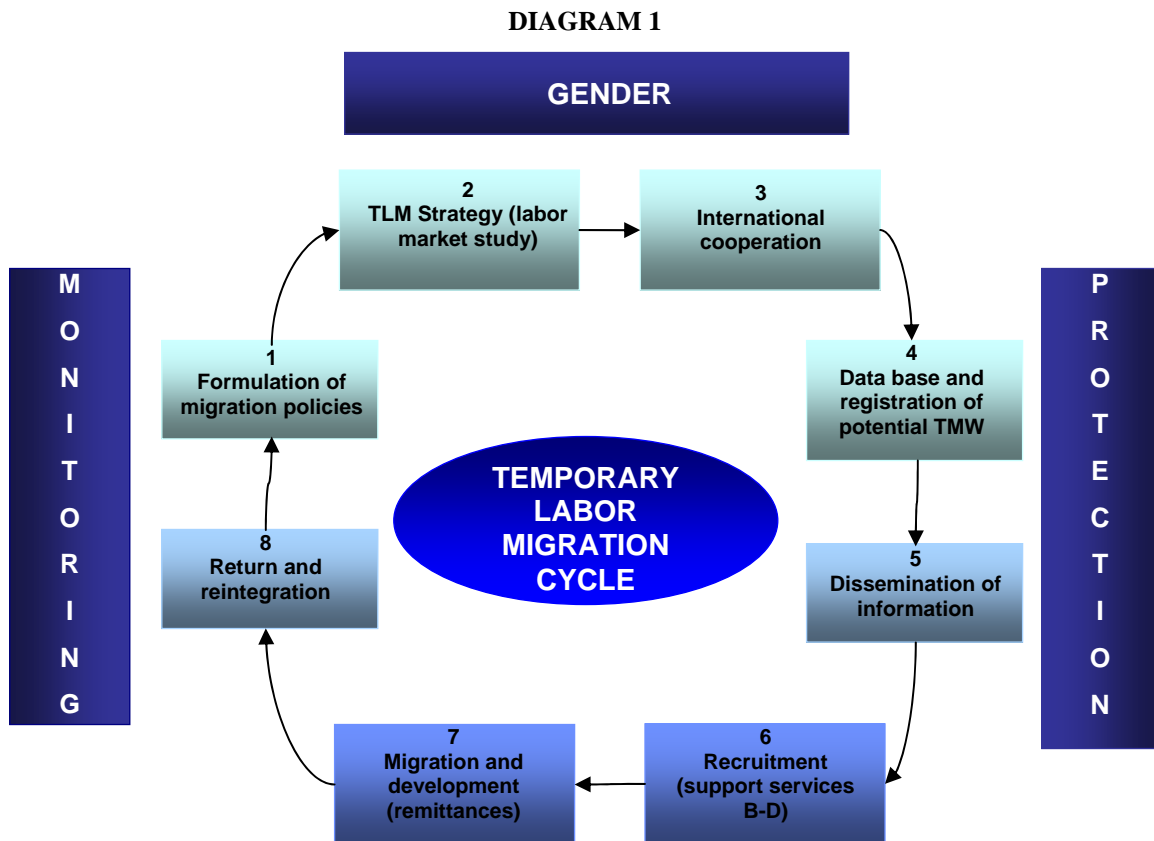 DIAGRAM 1
GENDER
M
O
N
I
T
O
R
I
N
G
P
R
O
T
E
C
T
I
O
N
1
Formulation of
migration policies
2
TLM Strategy (labor
market study)
3
International
cooperation
4
Data base and
registration of
potential TMW
5
Dissemination of
information
6
Recruitment
(support services
B-D)
7
Migration and
development
(remittances)
8
Return and
reintegration
TEMPORARY
LABOR
MIGRATION
CYCLE